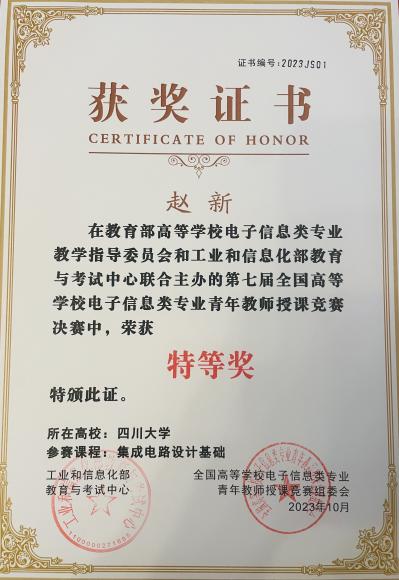 证书编号:2023JS01
获奖证书
CERTIFICATE OF HONOR
赵新
在教育部高等学校电子信息类专业
教学指导委员会和工业和信息化部教育
与考试中心联合主办的第七届全国高等
学校电子信息类专业青年教师授课竞赛
决赛中，荣获
特等奖
特颁此证。
所在高校：四川大学
参赛课程：集成电路设计基础
工业和信息化部
教育与考试中心
全国高等学校电子信息类专业
青年教师授课竞赛组委会
2023年10月